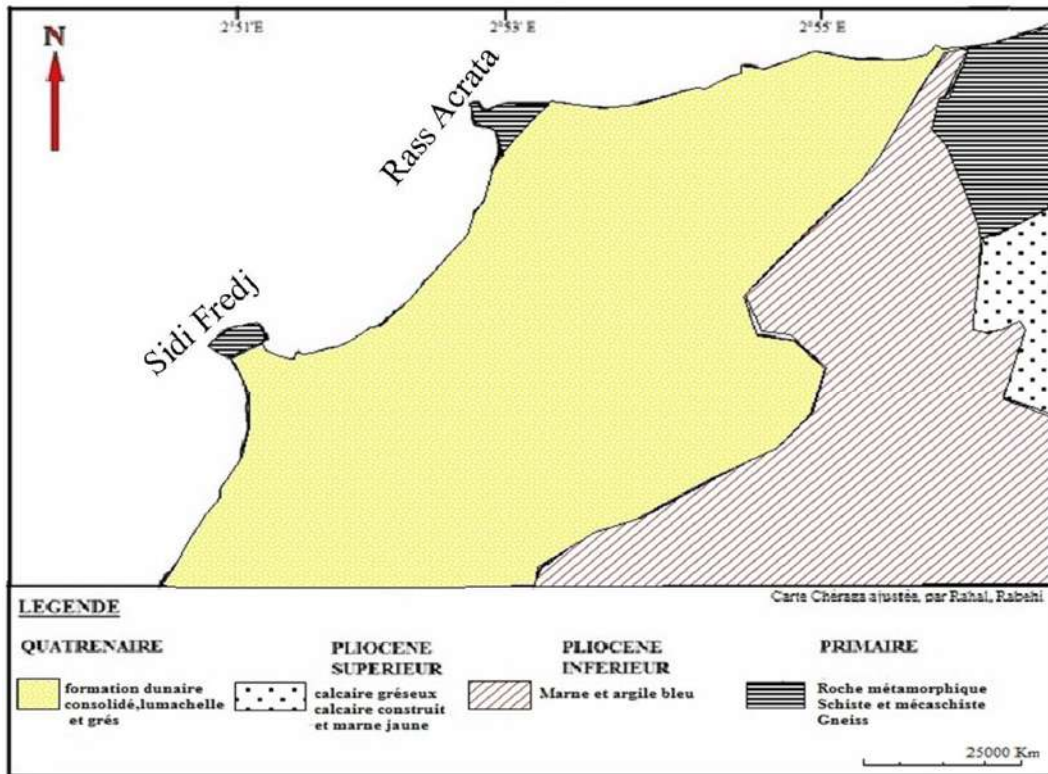 2°51'E
2°53' E
2°55' E
N
Rass Acrata
Sidi Fredj
Carte Chéraga ajustée, par Rahal, Rabehi
LEGENDE
QUATRENAIRE
formation dunaire
consolidé,lumachelle
et grés
PLIOCENE
SUPERIEUR
calcaire gréseux
calcaire construit
et marne jaune
PLIOCENE
INFERIEUR
Marne et argile bleu
PRIMAIRE
Roche métamorphique
Schiste et mécaschiste
Gneiss
25000 Km